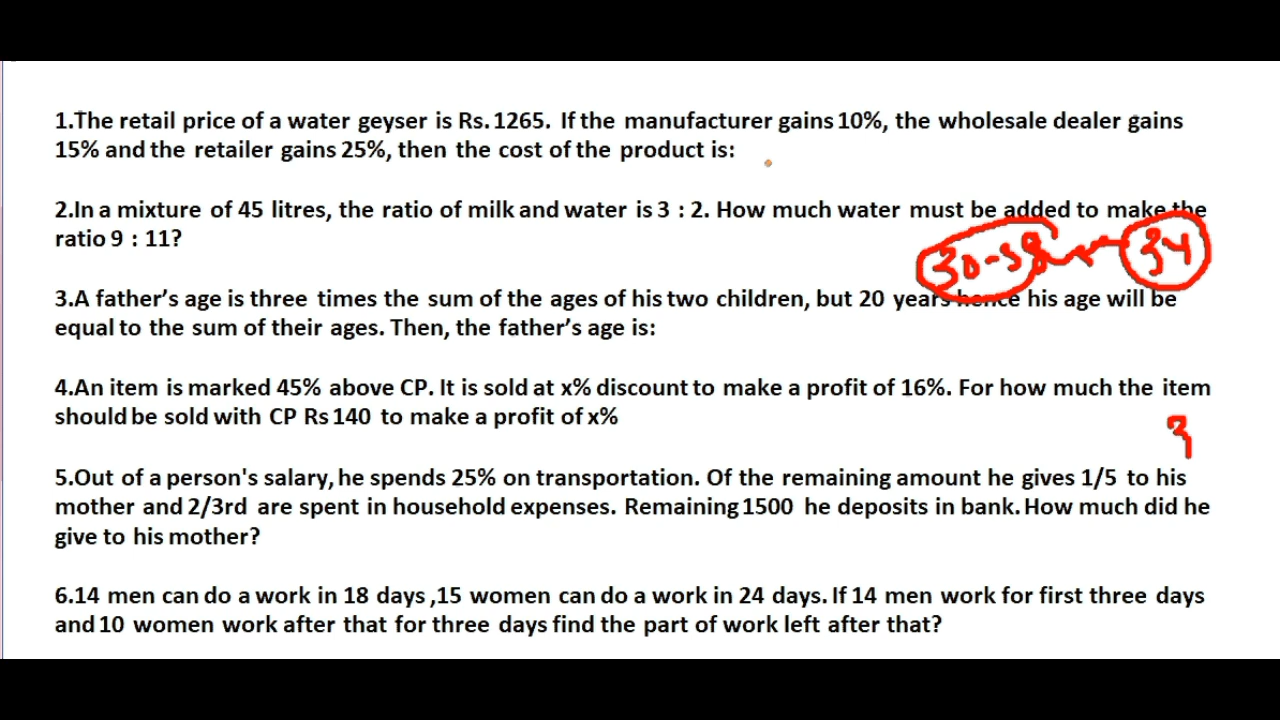 1.The retail price of a water geyser is Rs.1265. If the manufacturer gains 10%, the wholesale dealer gains
15% and the retailer gains 25%, then the cost of the product is:
2.In a mixture of 45 litres, the ratio of milk and water is 3 : 2. How much water must be added to make the
ratio 9 : 11?
30-38 34
3.A father's age is three times the sum of the ages of his two children, but 20 years hence his age will be
equal to the sum of their ages. Then, the father's age is:
4.An item is marked 45% above CP. It is sold at x% discount to make a profit of 16%. For how much the item
should be sold with CP Rs 140 to make a profit of x%
5.Out of a person's salary, he spends 25% on transportation. Of the remaining amount he gives 1/5 to his
mother and 2/3rd are spent in household expenses. Remaining 1500 he deposits in bank. How much did he
give to his mother?
6.14 men can do a work in 18 days ,15 women can do a work in 24 days. If 14 men work for first three days
and 10 women work after that for three days find the part of work left after that?